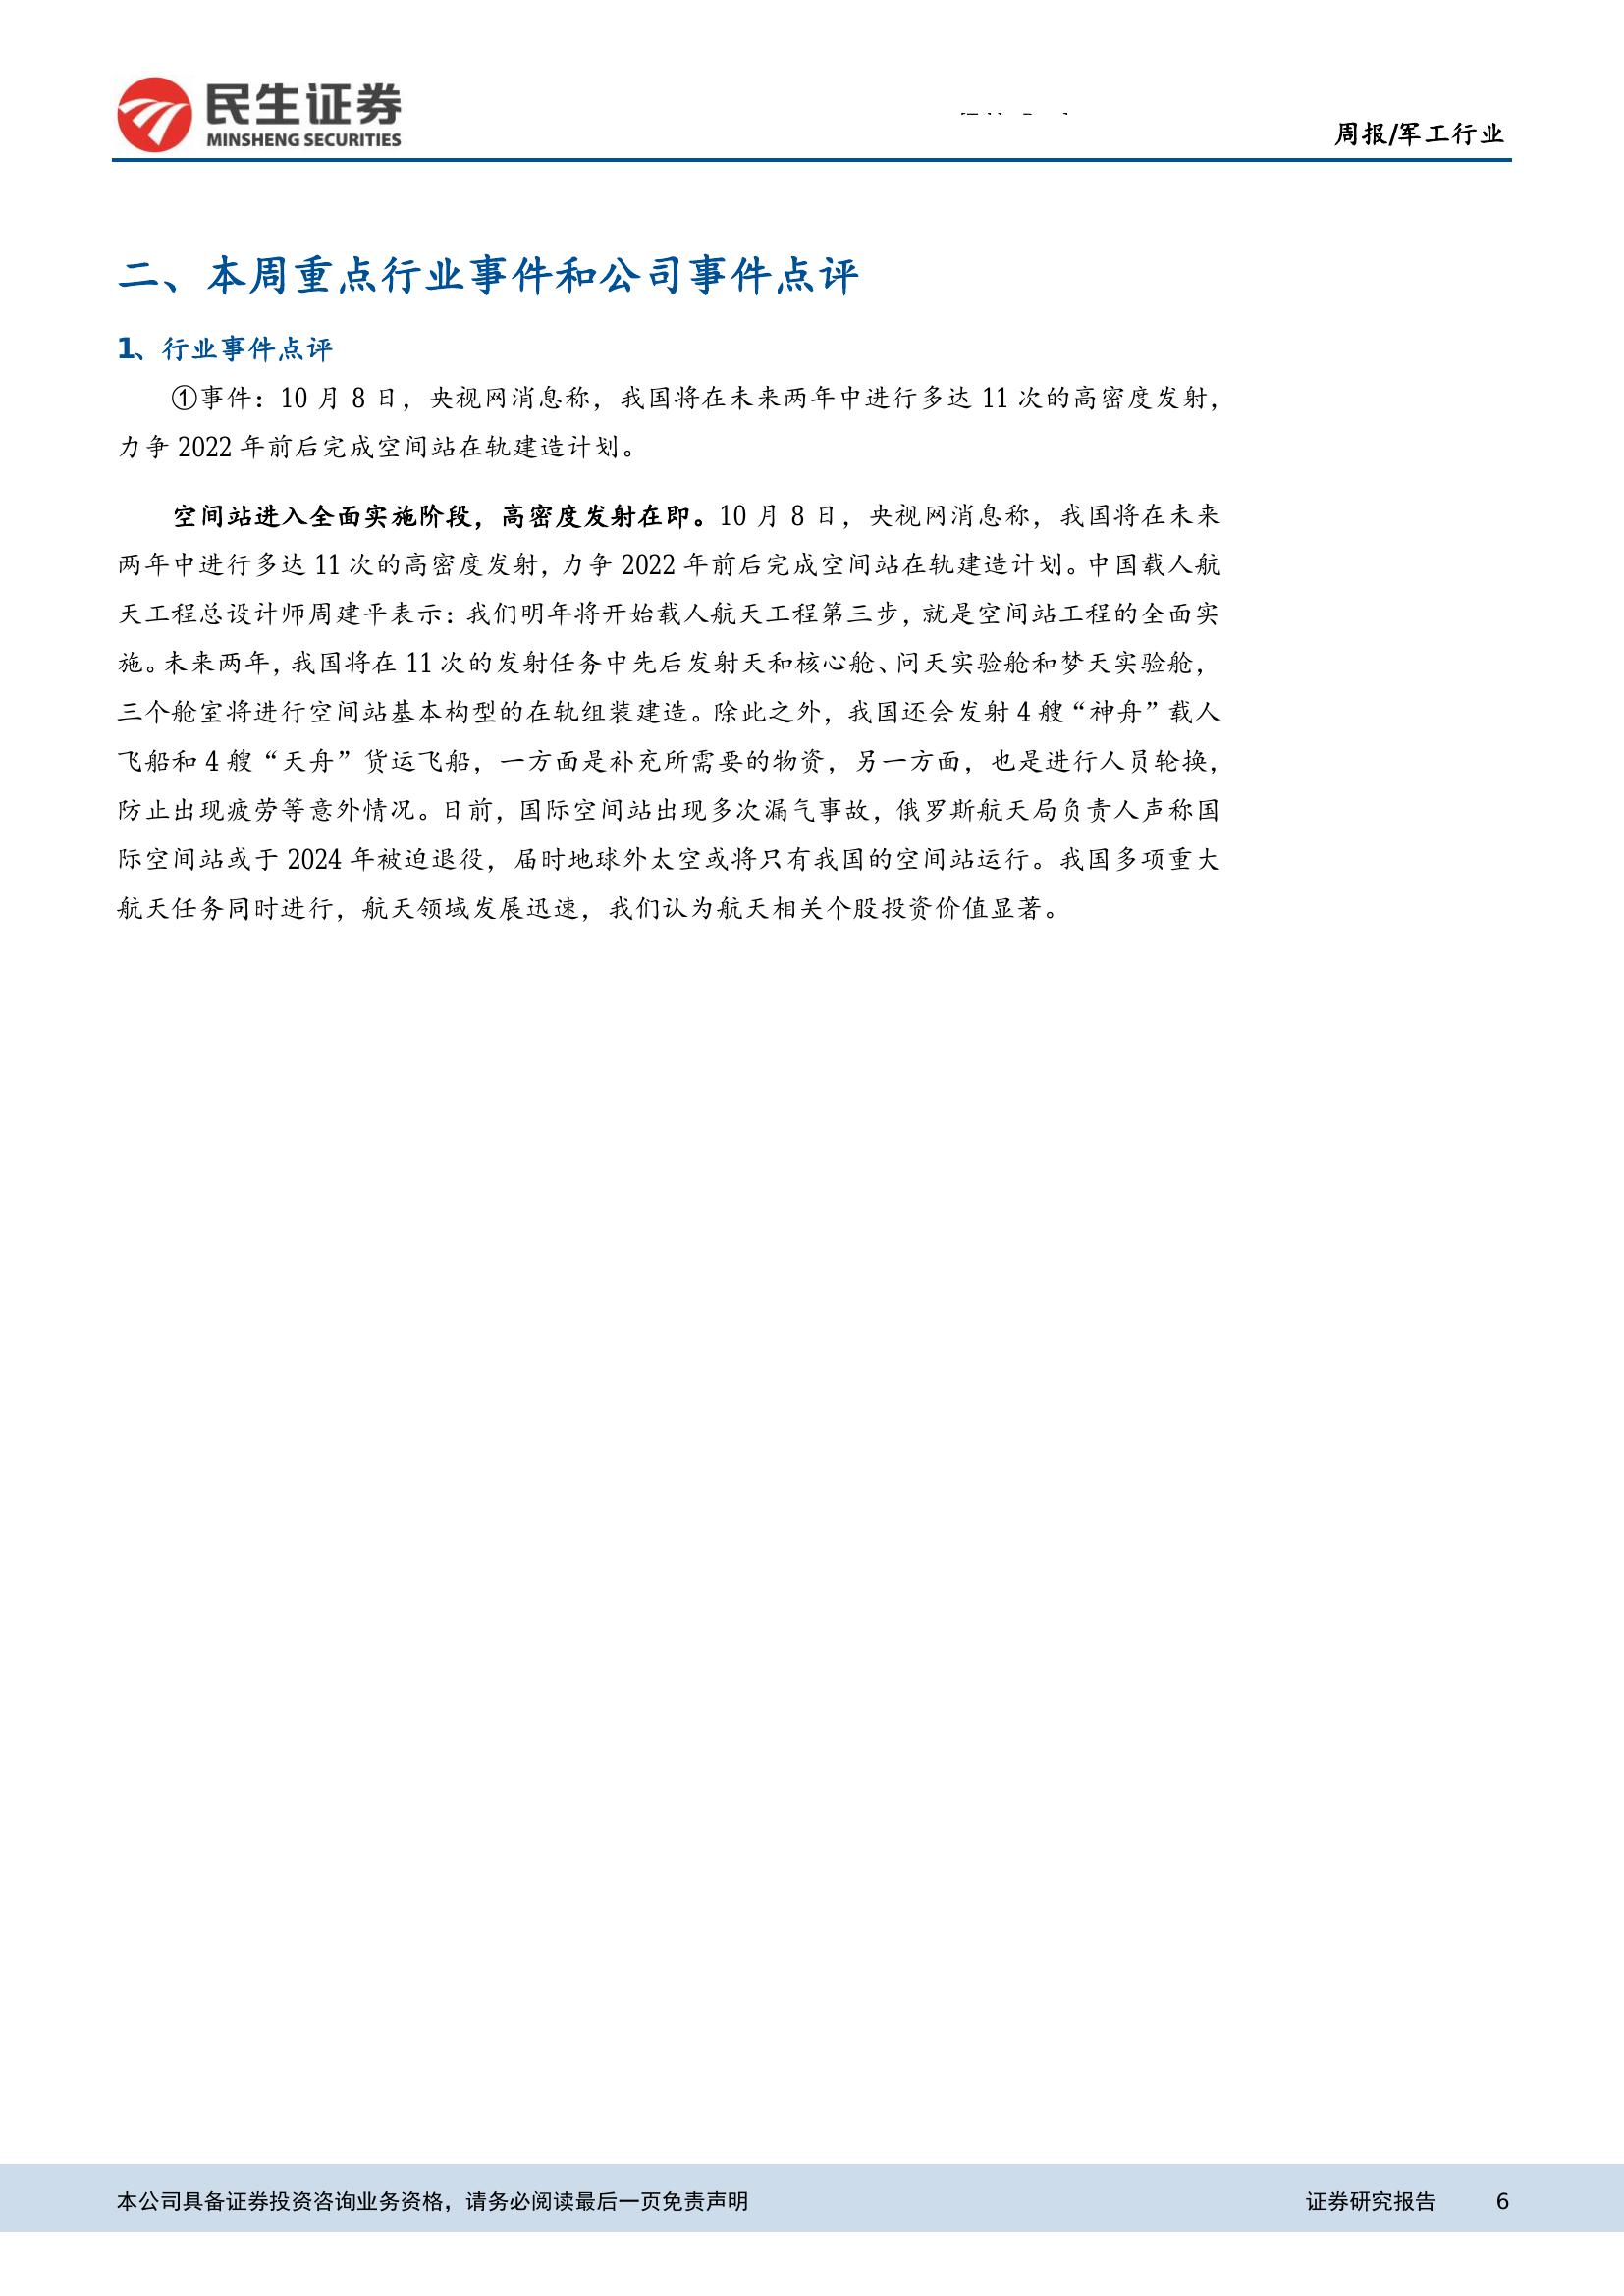 民生证券
MINSHENG SECURITIES
周报/军工行业
二、本周重点行业事件和公司事件点评
1、行业事件点评
①事件：10 月 8 日，央视网消息称，我国将在未来两年中进行多达 11 次的高密度发射，
力争 2022 年前后完成空间站在轨建造计划。
空间站进入全面实施阶段，高密度发射在即。10 月 8 日，央视网消息称，我国将在未来
两年中进行多达 11 次的高密度发射，力争 2022 年前后完成空间站在轨建造计划。中国载人航
天工程总设计师周建平表示：我们明年将开始载人航天工程第三步，就是空间站工程的全面实
施。未来两年，我国将在 11 次的发射任务中先后发射天和核心舱、问天实验舱和梦天实验舱，
三个舱室将进行空间站基本构型的在轨组装建造。除此之外，我国还会发射 4 艘“神舟”载人
飞船和 4 艘“天舟”货运飞船，一方面是补充所需要的物资，另一方面，也是进行人员轮换，
防止出现疲劳等意外情况。日前，国际空间站出现多次漏气事故，俄罗斯航天局负责人声称国
际空间站或于 2024 年被迫退役，届时地球外太空或将只有我国的空间站运行。我国多项重大
航天任务同时进行，航天领域发展迅速，我们认为航天相关个股投资价值显著。
本公司具备证券投资咨询业务资格，请务必阅读最后一页免责声明
证券研究报告 6